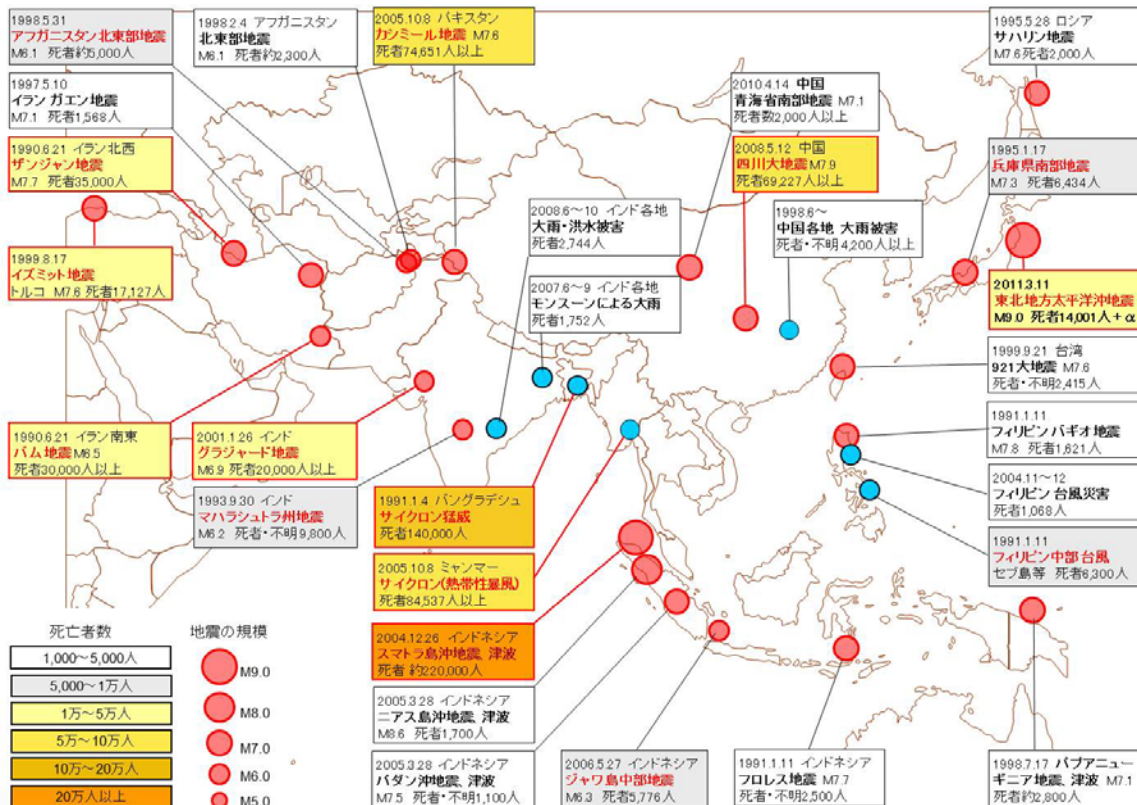 1998.5.31
アフガニスタン北東部地震
M6.1 死者約5,000人
1998.2.4 アフガニスタン
北東部地震
M6.1 死者約2,300人
2005.10.8 パキスタン
カシミール地震 M7.6
死者74,651人以上
1995.5.28 ロシア
サハリン地震
M7.6死者2,000人
1997.5.10
イラン ガエン地震
M7.1 死者1,568人
2010.4.14 中国
青海省南部地震 M7.1
死者数2,000人以上
1990.6.21 イラン北西
ザンジャン地震
M7.7 死者35,000人
2008.5.12 中国
四川大地震M7.9
死者69,227人以上
1995.1.17
兵庫県南部地震
M7.3 死者6,434人
2008.6～10 インド各地
大雨・洪水被害
死者2,744人
1998.6～
中国各地 大雨被害
死者・不明4,200人以上
1999.8.17
イズミット地震
トルコ M7.6 死者17,127人
2007.6～9 インド各地
モンスーンによる大雨
死者1,752人
2011.3.11
東北地方太平洋沖地震
M9.0 死者14,001人+α
1999.9.21 台湾
921大地震 M7.6
死者・不明2,415人
1990.6.21 イラン南東
バム地震M6.5
死者30,000人以上
2001.1.26 インド
グラジャード地震
M6.9 死者20,000人以上
1991.1.11
フィリピン バギオ地震
M7.8 死者1,621人
1993.9.30 インド
マハラシュトラ州地震
M6.2 死者・不明9,800人
1991.1.4 バングラデシュ
サイクロン猛威
死者140,000人
2004.11～12
フィリピン 台風災害
死者1,068人
1991.1.11
フィリピン中部台風
セブ島等 死者6,300人
2005.10.8 ミャンマー
サイクロン(熱帯性暴風)
死者84,537人以上
2004.12.26 インドネシア
スマトラ島沖地震、津波
死者 約220,000人
2005.3.28 インドネシア
ニアス島沖地震、津波
M8.6 死者1,700人
2005.3.28 インドネシア
パダン沖地震、津波
M7.5 死者・不明1,100人
2006.5.27 インドネシア
ジャワ島中部地震
M6.3 死者5,776人
1991.1.11 インドネシア
フロレス地震 M7.7
死者・不明2,500人
1998.7.17 パプアニュー
ギニア地震、津波 M7.1
死者約2,800人
死亡者数
1,000～5,000人
5,000～1万人
1万～5万人
5万～10万人
10万～20万人
20万人以上
地震の規模
M9.0
M8.0
M7.0
M6.0
M5.0